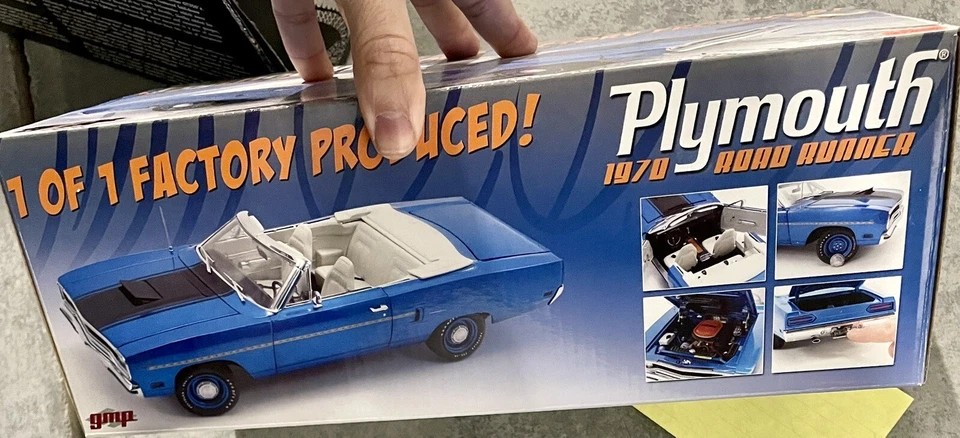 1 OF 1 FACTORY PRODUCED!
Plymouth®
1970 ROAD RUNNER
gmp